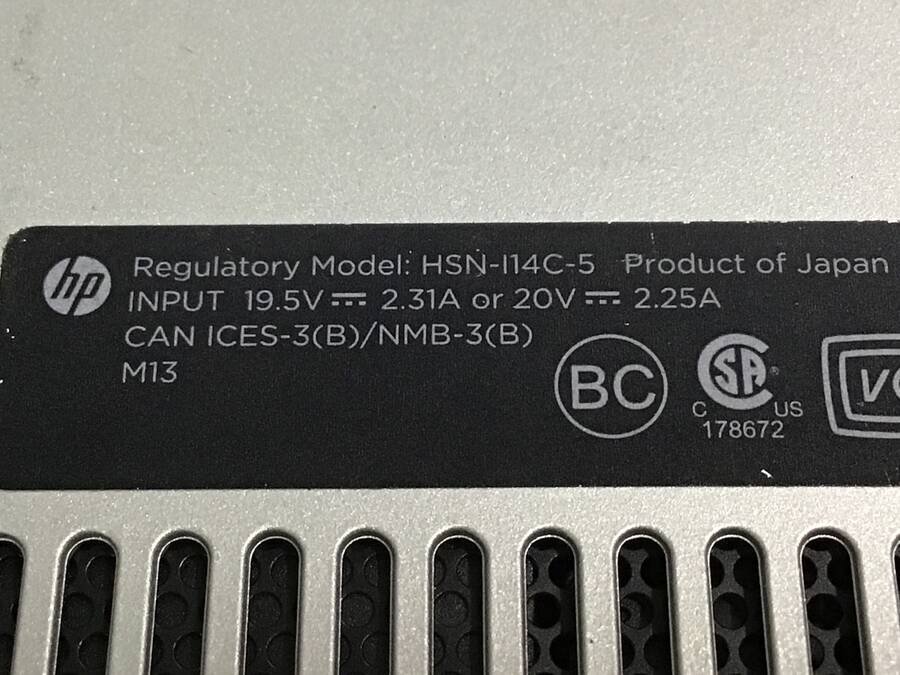 hp
Regulatory Model: HSN-I14C-5 Product of Japan
INPUT 19.5V⎓ 2.31A or 20V⎓ 2.25A
CAN ICES-3(B)/NMB-3(B)
M13
BC
CSA®
C US
178672